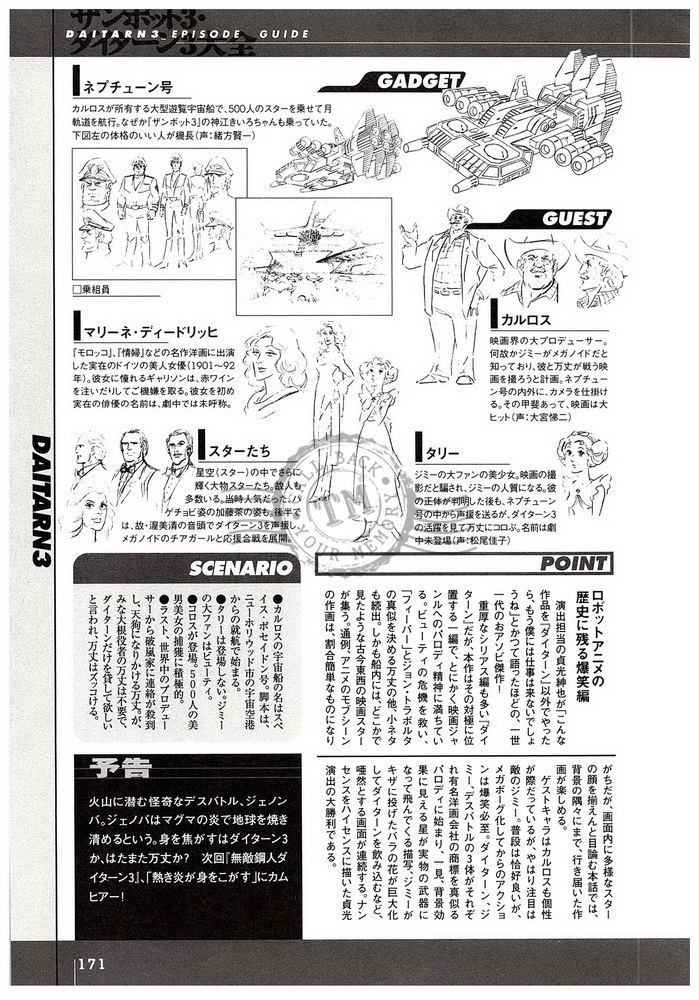 ザンボット3・
ダイターン3大全
DAITARN3_EPISODE GUIDE
ネプチューン号
カルロスが所有する大型遊覧宇宙船で、500人のスターを乗せて月
軌道を航行。なぜか『ザンボット3』の神江きいろちゃんも乗っていた。
下図左の体格のいい人が機長(声:緒方賢一)
GADGET
□乗組員
GUEST
カルロス
映画界の大プロデューサー。
何故かジミーがメガノイドだと
知っており、彼と万丈が戦う映
画を撮ろうと計画。ネプチュー
ン号の内外に、カメラを仕掛け
る。その甲斐あって、映画は大
ヒット(声:大宮悌二)
マリーネ・ディードリッヒ
『モロッコ』、『情婦』などの名作洋画に出演
した実在のドイツの美人女優(1901〜92
年)。彼女に憧れるギャリソンは、赤ワイン
を注いだりしてご機嫌を取る。彼女を初め
実在の俳優の名前は、劇中では未呼称。
スターたち
星空(スター)の中でさらに
輝く大物スターたち。故人も
多数いる。当時人気だった、バ
ケチョビ姿の加藤茶の姿も。後半で
は、故・渥美清の音頭でダイターン3を声援し
メガノイドのチアガールと応援合戦を展開。
タリー
ジミーの大ファンの美少女。映画の撮
影だと騙され、ジミーの人質になる。彼
の正体が判明した後も、ネプチューン
号の中から声援を送るが、ダイターン3
の活躍を見て万丈にコロぶ。名前は劇
中未登場(声:松尾佳子)
ROLL BACK
TM
YOUR MEMORY
DAITARN3
SCENARIO
●カルロスの宇宙船の名はスペ
イス・ポセイドン号。脚本は、
ニューホリウッド市の宇宙空港
からの就航で始まる。
●タリーは登場しない。ジミー
の大ファンはビューティ。
●コロスが登場。500人の美
男美女の捕獲に積極的。
●ラスト、世界中のプロデュー
サーから破嵐家に連絡が殺到
し、天狗になりかける万丈。が、
みな大根役者の万丈は不要で、
ダイターンだけを貸して欲しい
と言われ、万丈はズッコける。
POINT
ロボットアニメの
歴史に残る爆笑編
演出担当の貞光紳也が「こんな
作品を『ダイターン』以外でやった
ら、もう僕には仕事は来ないでしょ
うね」とかつて語ったほどの、一世
一代のおアソビ傑作!
重厚なシリアス編も多い『ダイ
ターン』だが、本作はその対極に位
置する一編で、とにかく映画ジャ
ンルへのパロディ精神に満ちてい
る。ビューティの危機を救い、
「フィーバー」とジョン・トラボルタ
の真似を決める万丈の他、小ネタ
も続出。しかも船内には、どこかで
見たような古今東西の映画スター
が集う。通例、アニメのモブシーン
の作画は、割合簡単なものになり
がちだが、画面内に多様なスター
の顔を揃えんと目論む本話では、
背景の隅々にまで、行き届いた作
画が楽しめる。
ゲストキャラはカルロスも個性
が際だっているが、やはり注目は
敵のジミー。普段は恰好良いが、
メガボーグ化してからのアクショ
ンは爆笑必至。ダイターン、ジ
ミー、デスバトルの3体がそれぞ
れ有名洋画会社の商標を真似る
パロディに始まり、一見、背景効
果に見える星が実物の武器に
なって飛んでくる描写、ジミーが
キザに投げたバラの花が巨大化
してダイターンを飲み込むなど、
唖然とする画面が連続する。ナン
センスをハイセンスに描いた貞光
演出の大勝利である。
予告
火山に潜む怪奇なデスバトル、ジェノン
バ。ジェノバはマグマの炎で地球を焼き
清めるという。身を焦がすはダイターン3
か、はたまた万丈か? 次回『無敵鋼人ダ
イターン3』、「熱き炎が身をこがす」にカム
ヒアー!
171